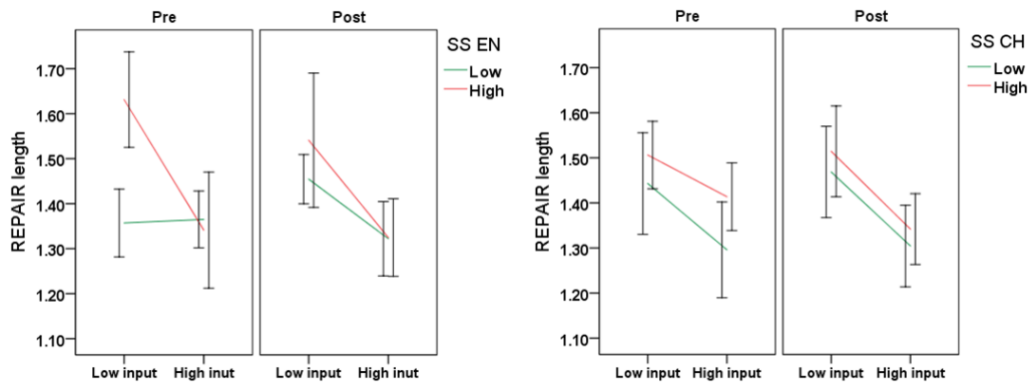 Pre Post
SS EN
Low
High
REPAIR length
1.70
1.60
1.50
1.40
1.30
1.20
1.10
Low input High inut Low input High inut
Pre Post
SS CH
Low
High
REPAIR length
1.70
1.60
1.50
1.40
1.30
1.20
1.10
Low input High input Low input High input